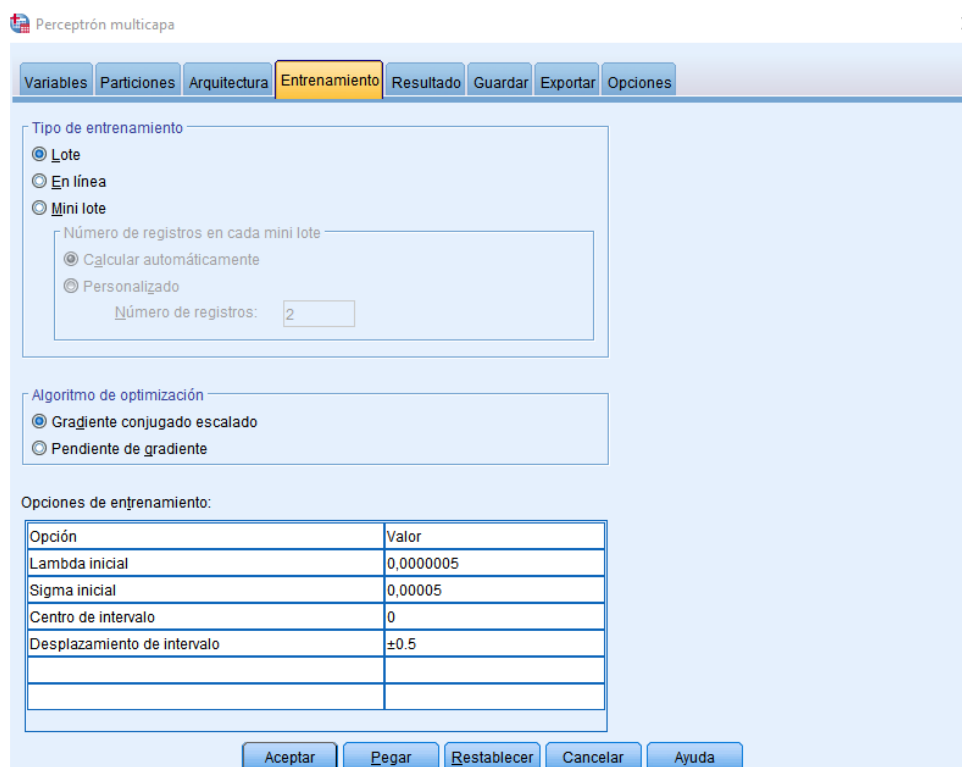 Perceptrón multicapa
Variables Particiones Arquitectura Entrenamiento Resultado Guardar Exportar Opciones
Tipo de entrenamiento
Lote
En línea
Mini lote
Número de registros en cada mini lote
Calcular automáticamente
Personalizado
Número de registros: 2
Algoritmo de optimización
Gradiente conjugado escalado
Pendiente de gradiente
Opciones de entrenamiento:
Opción Valor
Lambda inicial 0,0000005
Sigma inicial 0,00005
Centro de intervalo 0
Desplazamiento de intervalo ±0.5
Aceptar Pegar Restablecer Cancelar Ayuda